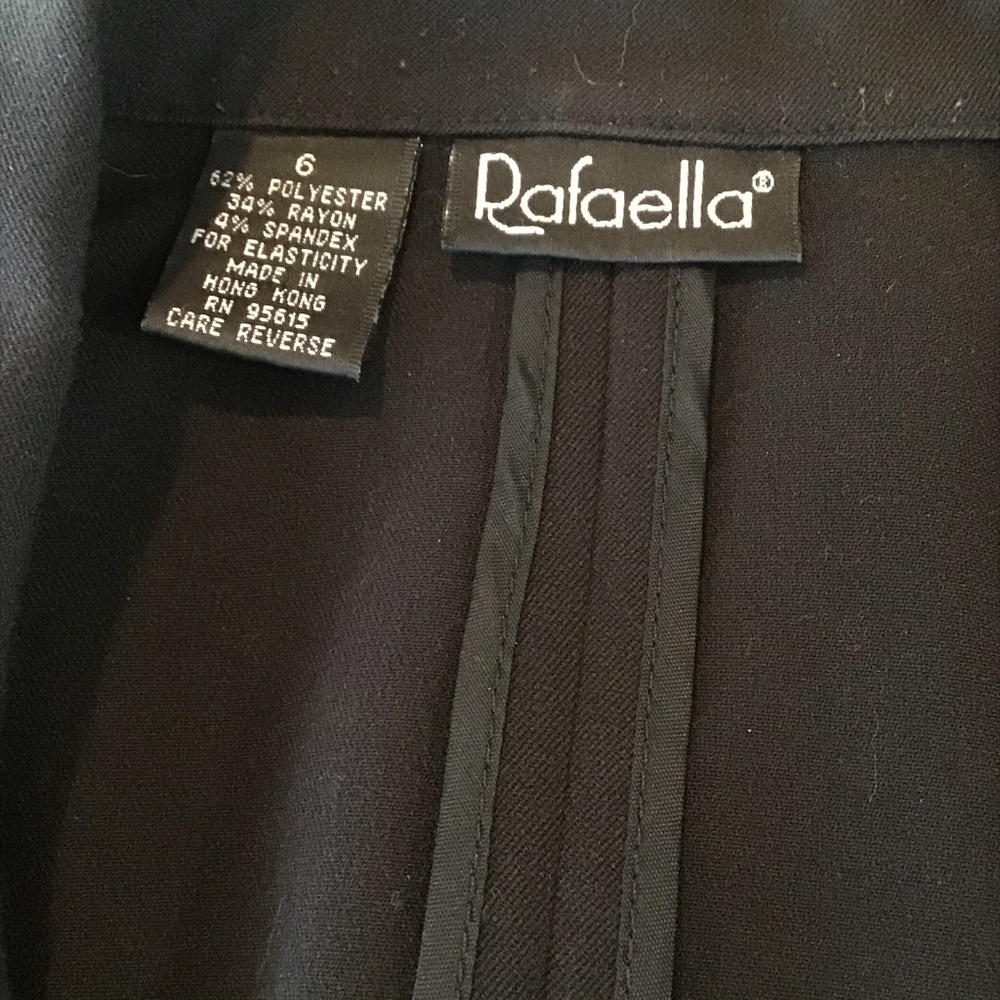 6
62% POLYESTER
34% RAYON
4% SPANDEX
FOR ELASTICITY
MADE IN
HONG KONG
RN 95615
CARE REVERSE
Rafaella®